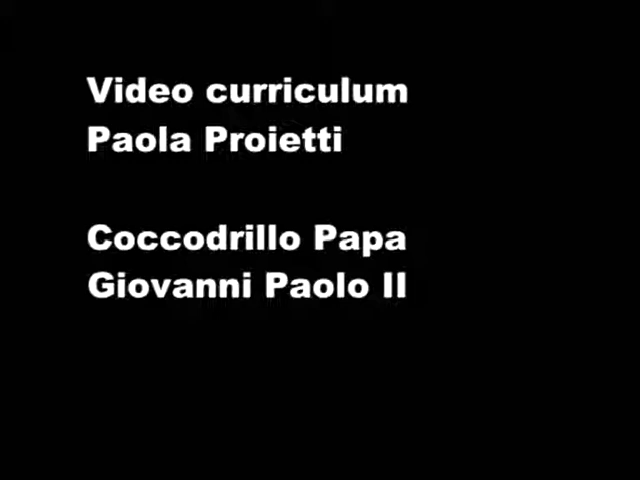 Video curriculum
Paola Proietti
Coccodrillo Papa
Giovanni Paolo II